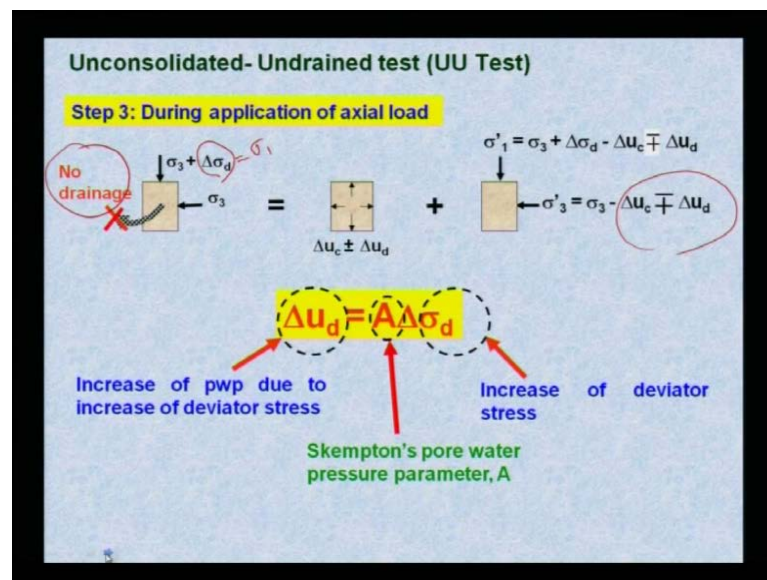 Unconsolidated- Undrained test (UU Test)
Step 3: During application of axial load
σ'₁ = σ₃ + Δσd - Δuc ∓ Δud
No
drainage
σ₃ + Δσd = σ₁
σ₃
=
+
σ'₃ = σ₃ - Δuc ∓ Δud
Δuc ± Δud
Δud = AΔσd
Increase of pwp due to
increase of deviator stress
Increase of deviator
stress
Skempton's pore water
pressure parameter, A